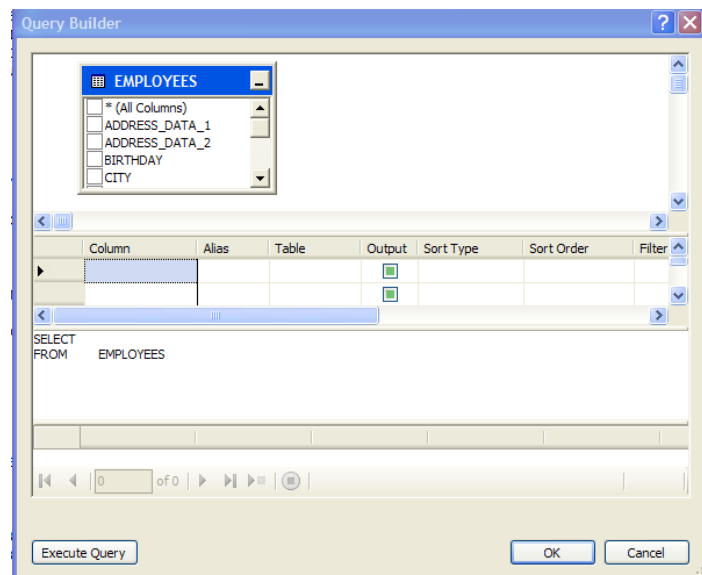 Query Builder
EMPLOYEES
* (All Columns)
ADDRESS_DATA_1
ADDRESS_DATA_2
BIRTHDAY
CITY
Column Alias Table Output Sort Type Sort Order Filter
SELECT
FROM EMPLOYEES
0 of 0
Execute Query OK Cancel